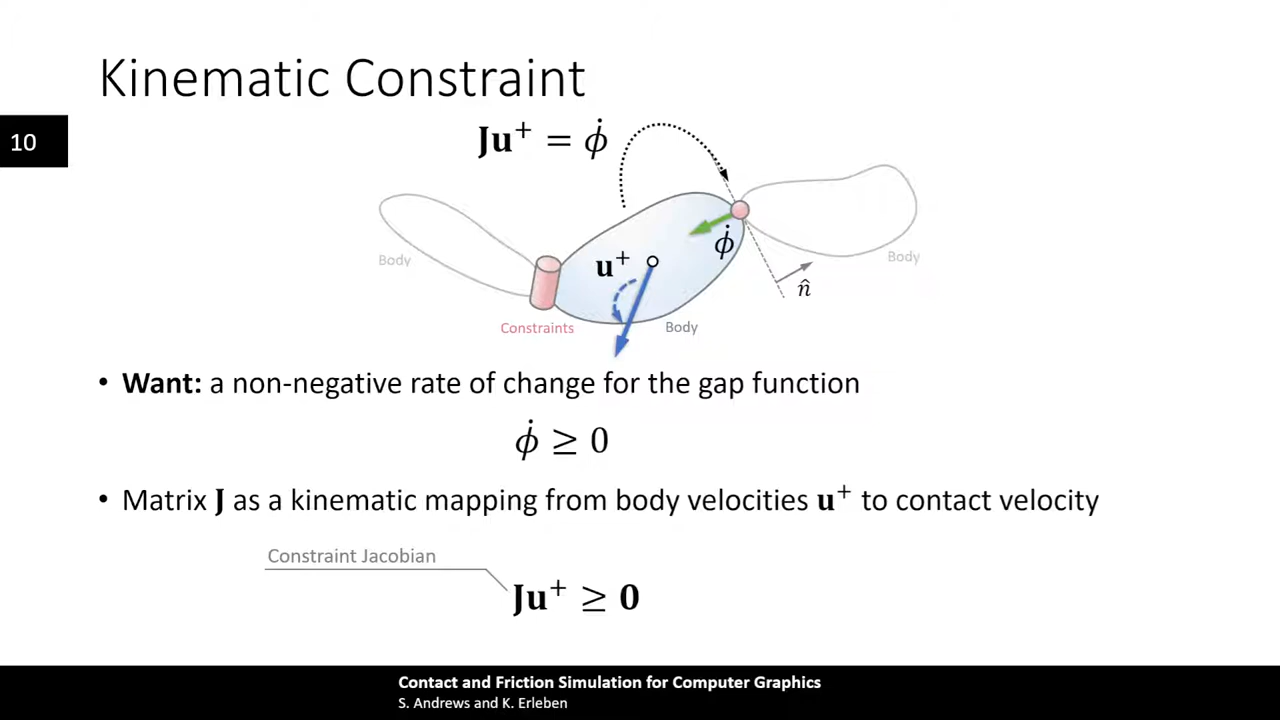 Kinematic Constraint
10
Ju⁺ = ϕ̇
Body
u⁺
ϕ̇
Body
n̂
Constraints
Body
• Want: a non-negative rate of change for the gap function
ϕ̇ ≥ 0
• Matrix J as a kinematic mapping from body velocities u⁺ to contact velocity
Constraint Jacobian
Ju⁺ ≥ 0
Contact and Friction Simulation for Computer Graphics
S. Andrews and K. Erleben